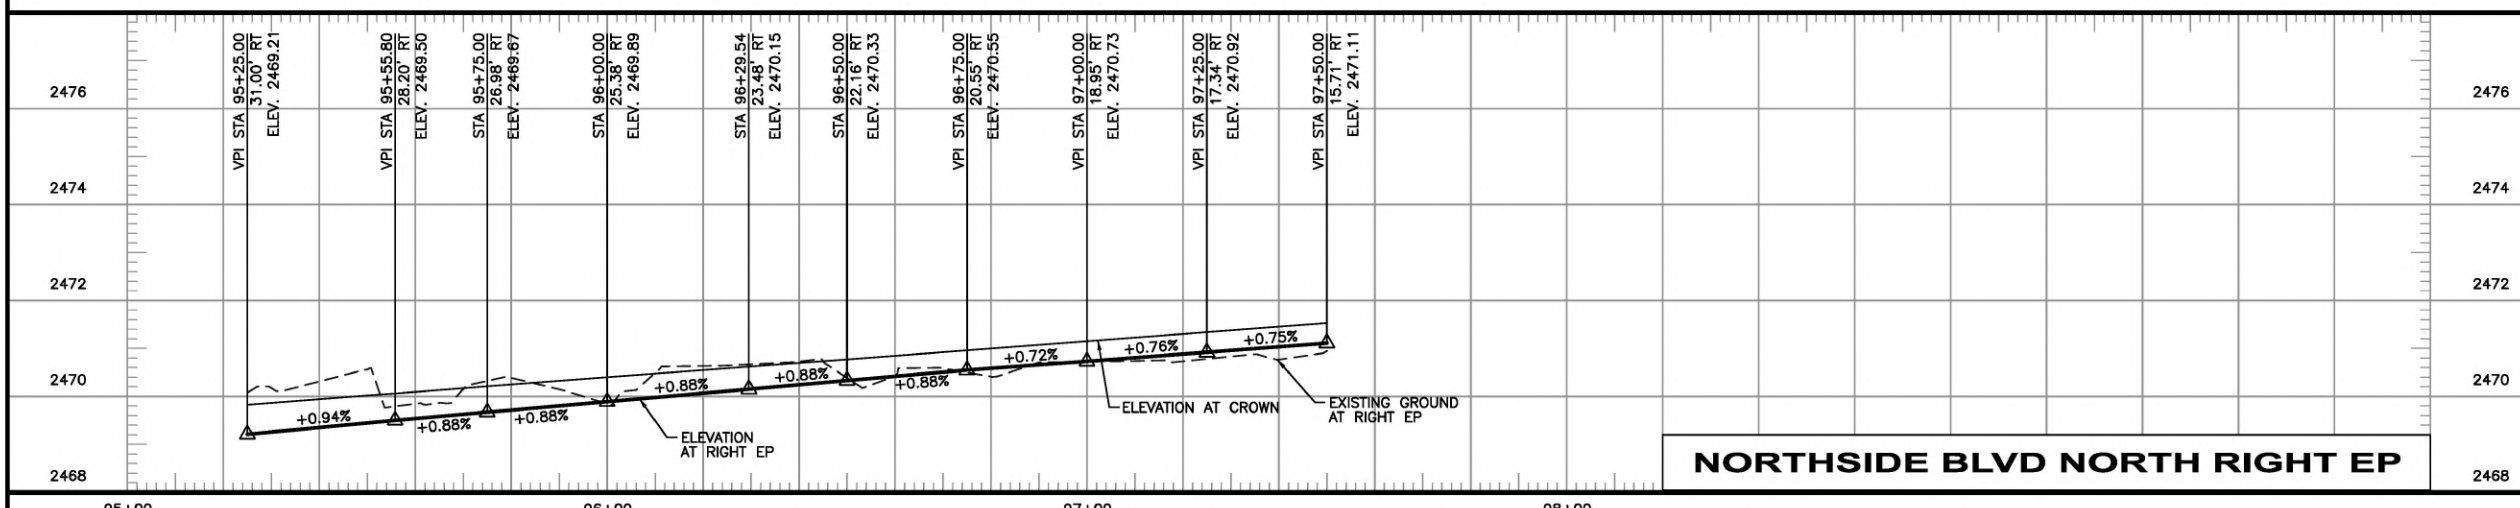 VPI STA 95+25.00
31.00' RT
ELEV. 2469.21
VPI STA 95+55.80
28.20' RT
ELEV. 2469.50
STA 95+75.00
26.98' RT
ELEV. 2469.67
STA 96+00.00
25.38' RT
ELEV. 2469.89
STA 96+29.54
23.48' RT
ELEV. 2470.15
STA 96+50.00
22.16' RT
ELEV. 2470.33
VPI STA 96+75.00
20.55' RT
ELEV. 2470.55
VPI STA 97+00.00
18.95' RT
ELEV. 2470.73
VPI STA 97+25.00
17.34' RT
ELEV. 2470.92
VPI STA 97+50.00
15.71' RT
ELEV. 2471.11
2476 2476
2474 2474
2472 2472
2470 2470
2468 2468
+0.94%
+0.88%
+0.88%
+0.88%
+0.88%
+0.88%
+0.72%
+0.76%
+0.75%
ELEVATION
AT RIGHT EP
ELEVATION AT CROWN
EXISTING GROUND
AT RIGHT EP
NORTHSIDE BLVD NORTH RIGHT EP